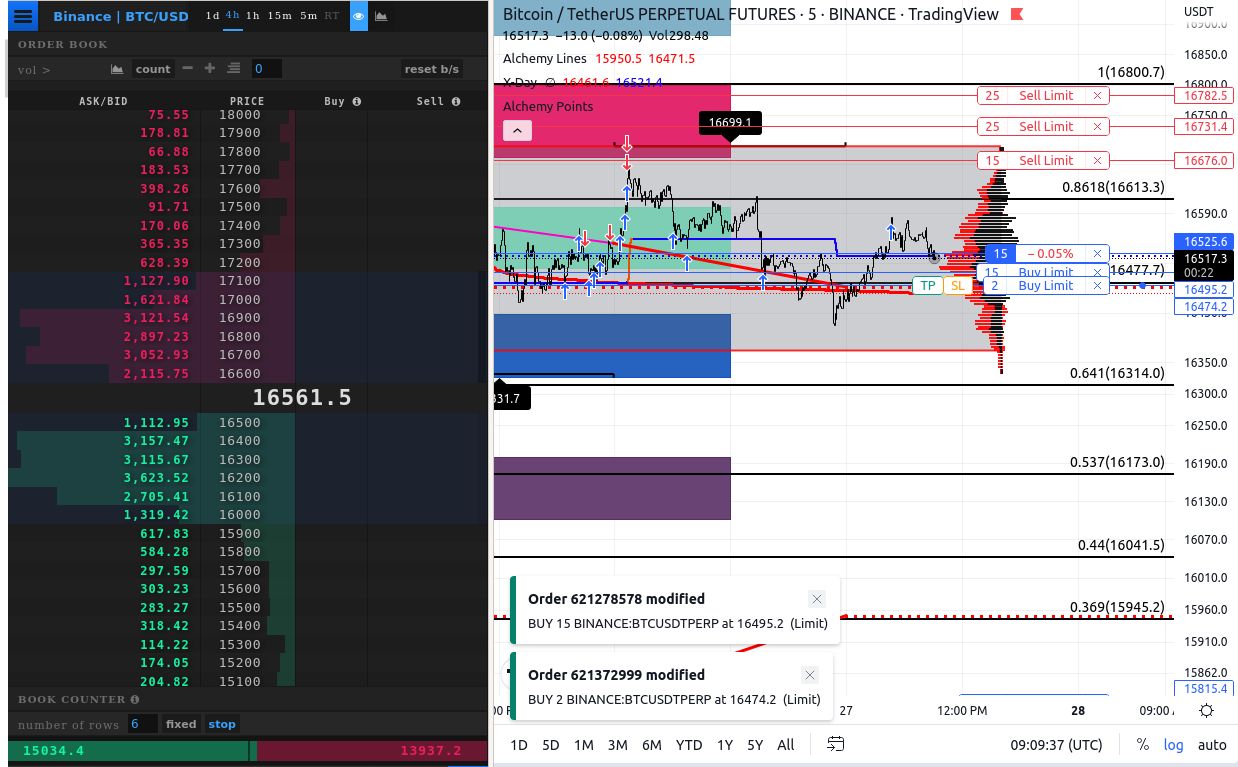 Binance | BTC/USD 1d 4h 1h 15m 5m RT
ORDER BOOK
vol > count 0 reset b/s
ASK/BID PRICE Buy Sell
75.55 18000
178.81 17900
66.88 17800
183.53 17700
398.26 17600
91.71 17500
170.06 17400
365.35 17300
628.39 17200
1,127.90 17100
1,621.84 17000
3,121.54 16900
2,897.23 16800
3,052.93 16700
2,115.75 16600
16561.5
1,112.95 16500
3,157.47 16400
3,115.67 16300
3,623.52 16200
2,705.41 16100
1,319.42 16000
617.83 15900
584.28 15800
297.59 15700
303.23 15600
283.27 15500
318.42 15400
114.22 15300
174.05 15200
204.82 15100
BOOK COUNTER
number of rows 6 fixed stop
15034.4 13937.2
Bitcoin / TetherUS PERPETUAL FUTURES · 5 · BINANCE · TradingView
16517.3 −13.0 (−0.08%) Vol298.48
Alchemy Lines 15950.5 16471.5
X-Day ∅ 16461.6 16521.4
Alchemy Points
16699.1
331.7
1(16800.7)
25 Sell Limit
25 Sell Limit
15 Sell Limit
0.8618(16613.3)
15 −0.05%
15 Buy Limit
16477.7)
TP SL 2 Buy Limit
0.641(16314.0)
0.537(16173.0)
0.44(16041.5)
0.369(15945.2)
USDT
16900.0
16850.0
16800.0
16782.5
16750.0
16731.4
16676.0
16590.0
16525.6
16517.3
00:22
16495.2
16474.2
16350.0
16300.0
16250.0
16190.0
16130.0
16070.0
16010.0
15960.0
15910.0
15862.0
15815.4
Order 621278578 modified
BUY 15 BINANCE:BTCUSDTPERP at 16495.2 (Limit)
Order 621372999 modified
BUY 2 BINANCE:BTCUSDTPERP at 16474.2 (Limit)
27 12:00 PM 28 09:00
1D 5D 1M 3M 6M YTD 1Y 5Y All 09:09:37 (UTC) % log auto